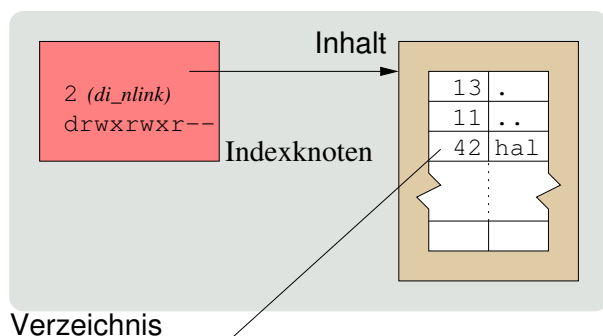 Inhalt
2 (di_nlink)
drwxrwxr--
Indexknoten
13 .
11 ..
42 hal
Verzeichnis